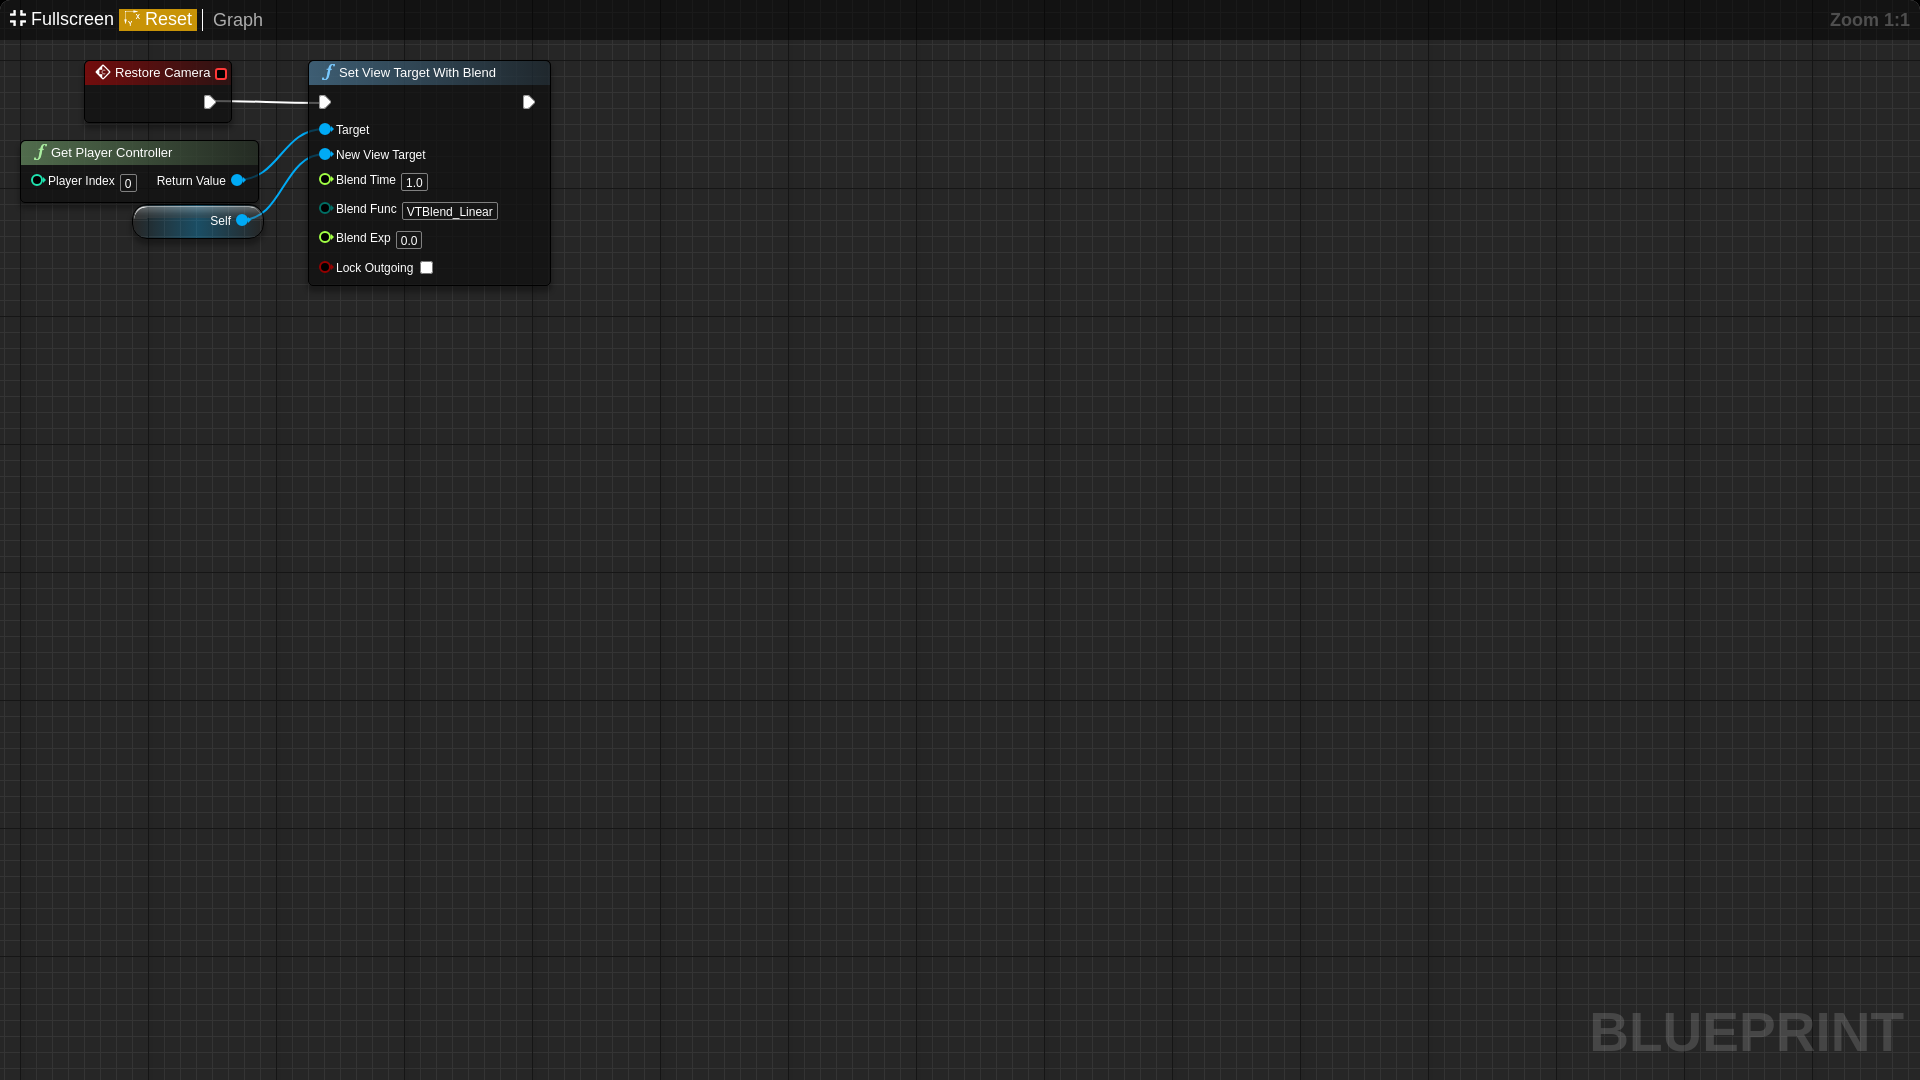 Fullscreen Reset Graph Zoom 1:1
Restore Camera
Set View Target With Blend
Target
New View Target
Blend Time 1.0
Blend Func VTBlend_Linear
Blend Exp 0.0
Lock Outgoing
Get Player Controller
Player Index 0 Return Value
Self
BLUEPRINT